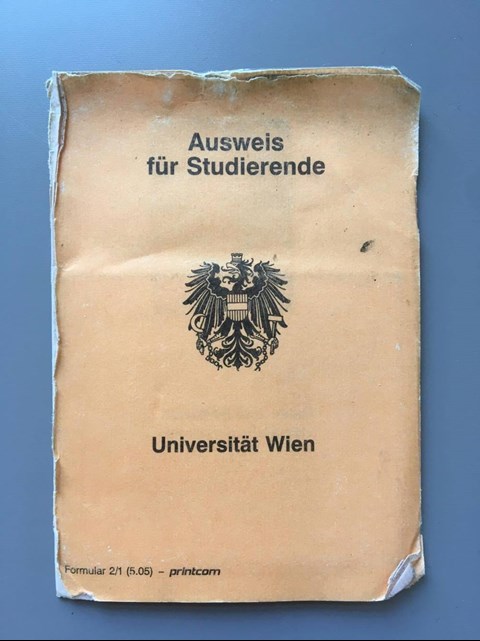 Ausweis
für Studierende
Universität Wien
Formular 2/1 (5.05) – printcom